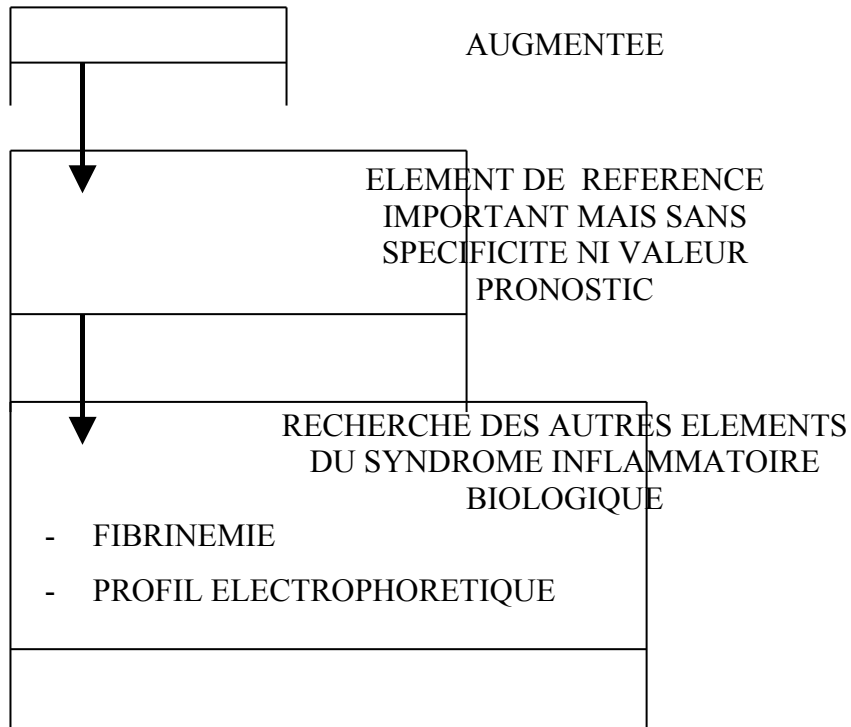 AUGMENTEE
ELEMENT DE REFERENCE
IMPORTANT MAIS SANS
SPECIFICITE NI VALEUR
PRONOSTIC
RECHERCHE DES AUTRES ELEMENTS
DU SYNDROME INFLAMMATOIRE
BIOLOGIQUE
- FIBRINEMIE
- PROFIL ELECTROPHORETIQUE